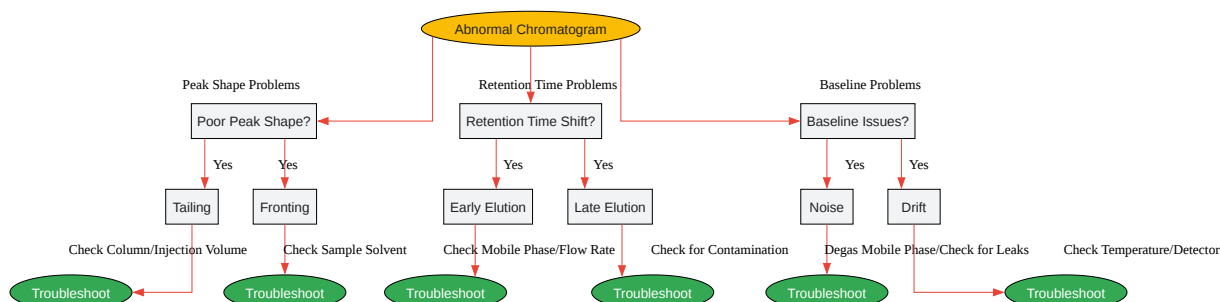 Abnormal Chromatogram
Peak Shape Problems
Retention Time Problems
Baseline Problems
Poor Peak Shape?
Retention Time Shift?
Baseline Issues?
Yes
Yes
Yes
Yes
Yes
Yes
Tailing
Fronting
Early Elution
Late Elution
Noise
Drift
Check Column/Injection Volume
Check Sample Solvent
Check Mobile Phase/Flow Rate
Check for Contamination
Degas Mobile Phase/Check for Leaks
Check Temperature/Detector
Troubleshoot
Troubleshoot
Troubleshoot
Troubleshoot
Troubleshoot
Troubleshoot